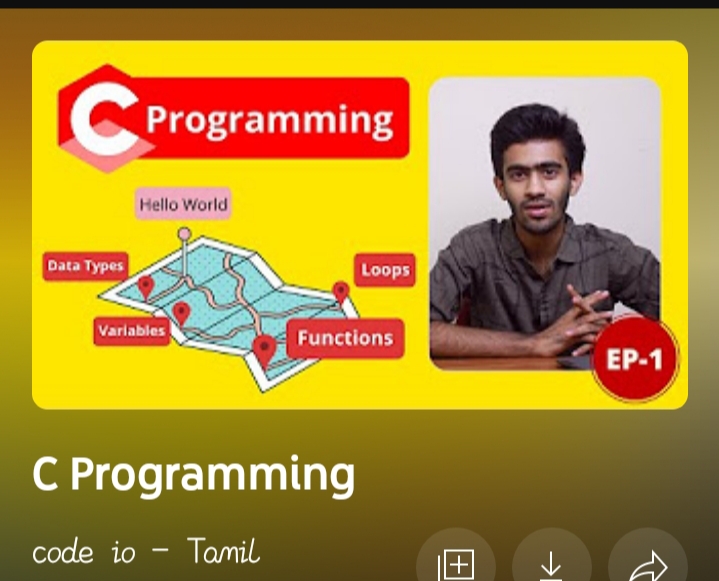 C Programming
Hello World
Data Types
Loops
Variables
Functions
EP-1
C Programming
code io - Tamil